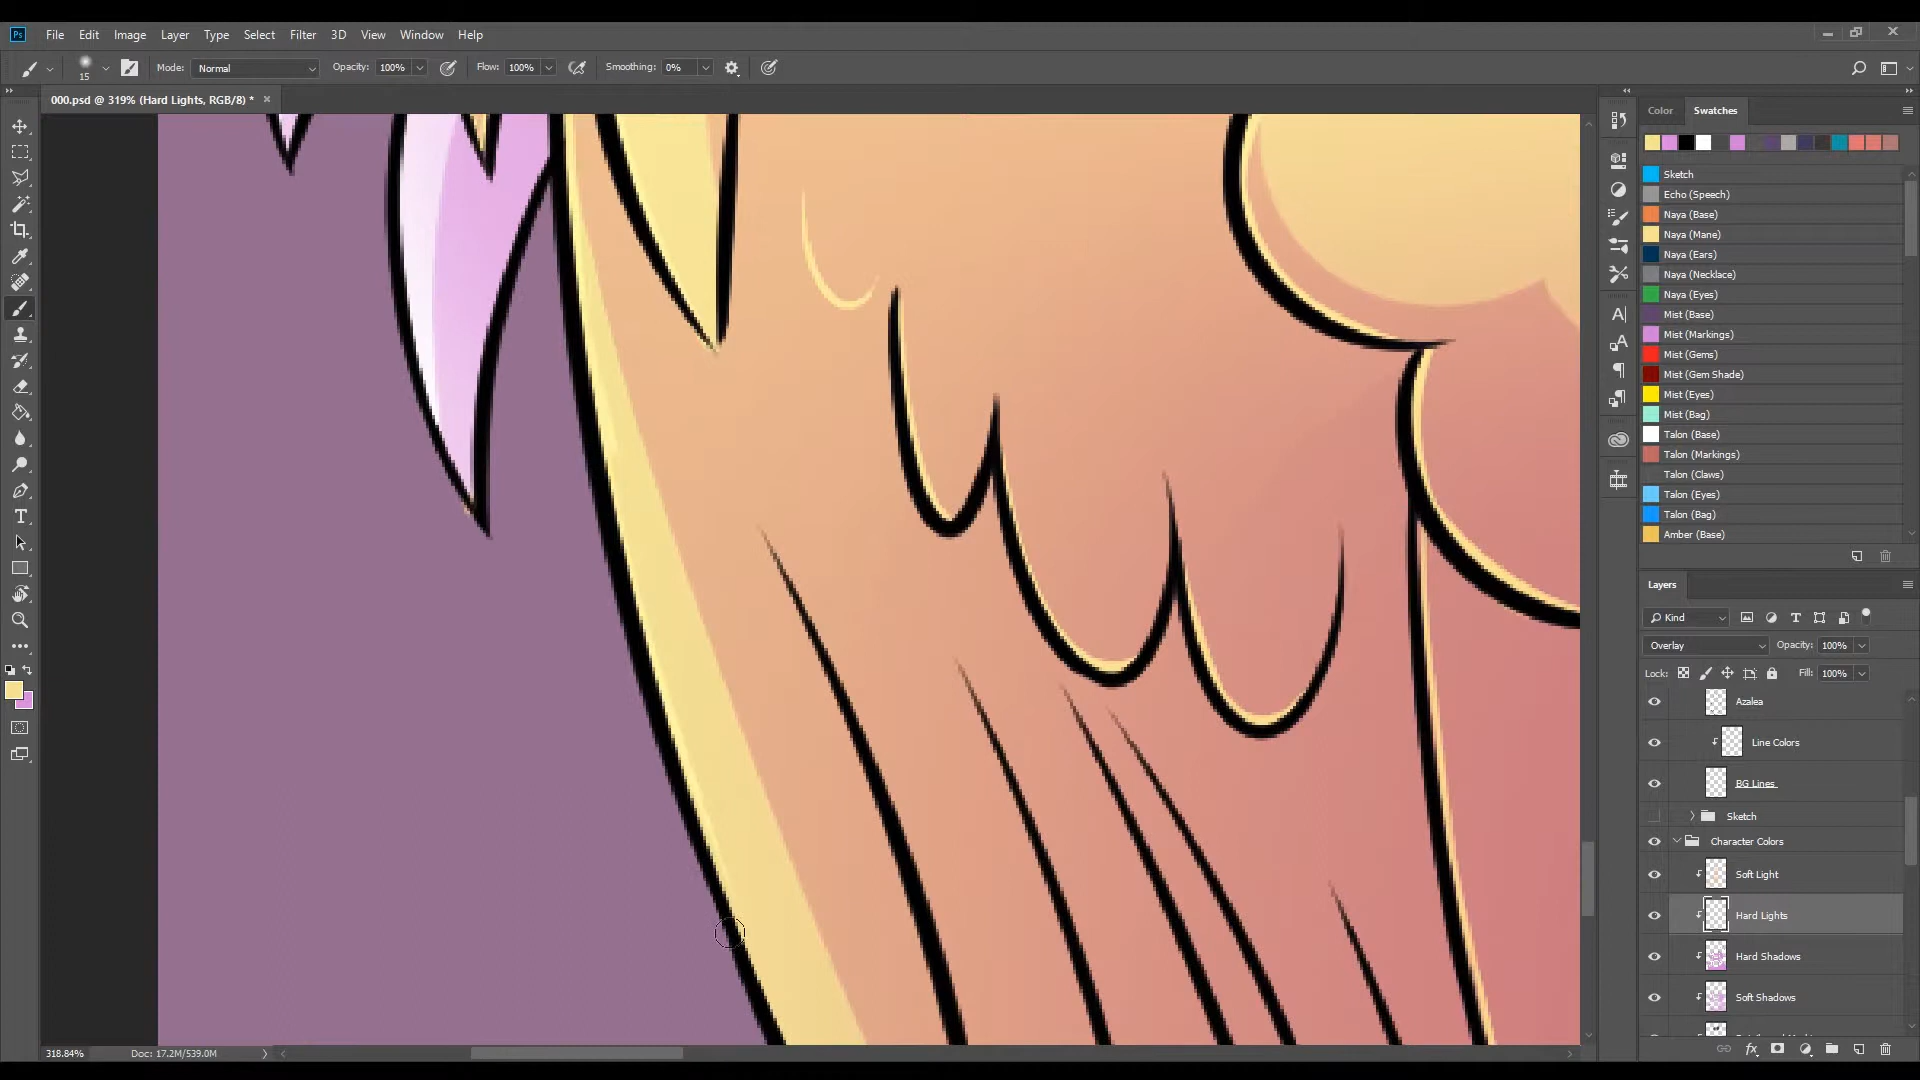 Ps File Edit Image Layer Type Select Filter 3D View Window Help
15 Mode: Normal Opacity: 100% Flow: 100% Smoothing: 0%
000.psd @ 319% (Hard Lights, RGB/8) *
Color Swatches
Sketch
Echo (Speech)
Naya (Base)
Naya (Mane)
Naya (Ears)
Naya (Necklace)
Naya (Eyes)
Mist (Base)
Mist (Markings)
Mist (Gems)
Mist (Gem Shade)
Mist (Eyes)
Mist (Bag)
Talon (Base)
Talon (Markings)
Talon (Claws)
Talon (Eyes)
Talon (Bag)
Amber (Base)
Layers
Kind
Overlay Opacity: 100%
Lock: Fill: 100%
Azalea
Line Colors
BG Lines
Sketch
Character Colors
Soft Light
Hard Lights
Hard Shadows
Soft Shadows
318.84% Doc: 17.2M/539.0M